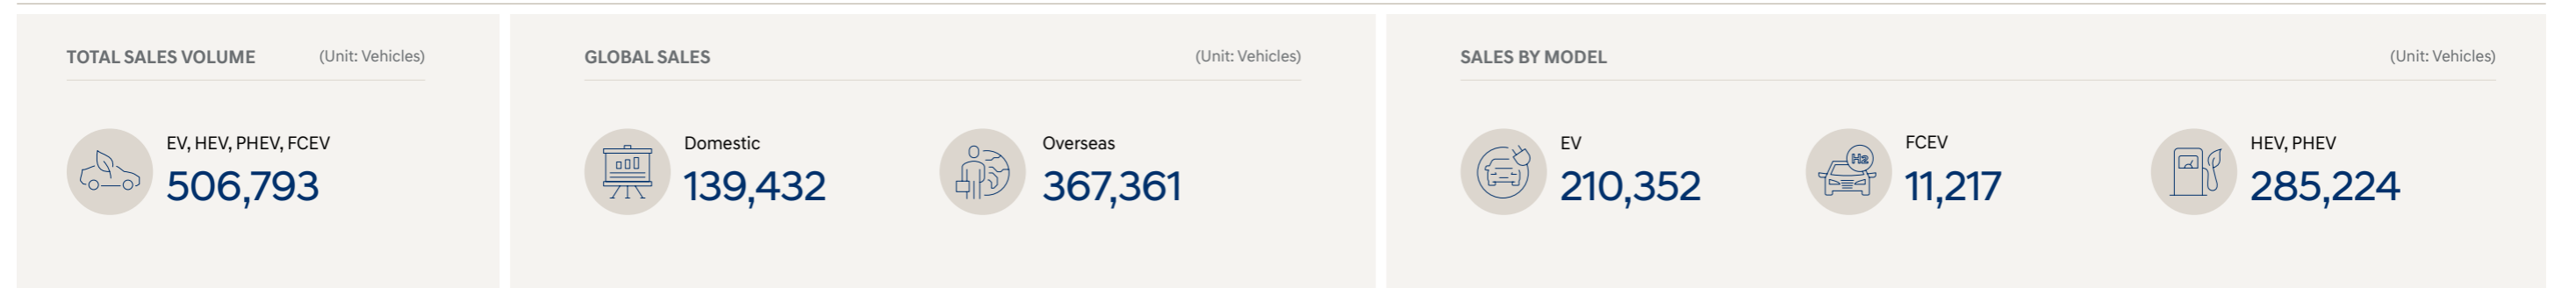 TOTAL SALES VOLUME (Unit: Vehicles)
EV, HEV, PHEV, FCEV
506,793
GLOBAL SALES (Unit: Vehicles)
Domestic
139,432
Overseas
367,361
SALES BY MODEL (Unit: Vehicles)
EV
210,352
H2
FCEV
11,217
HEV, PHEV
285,224